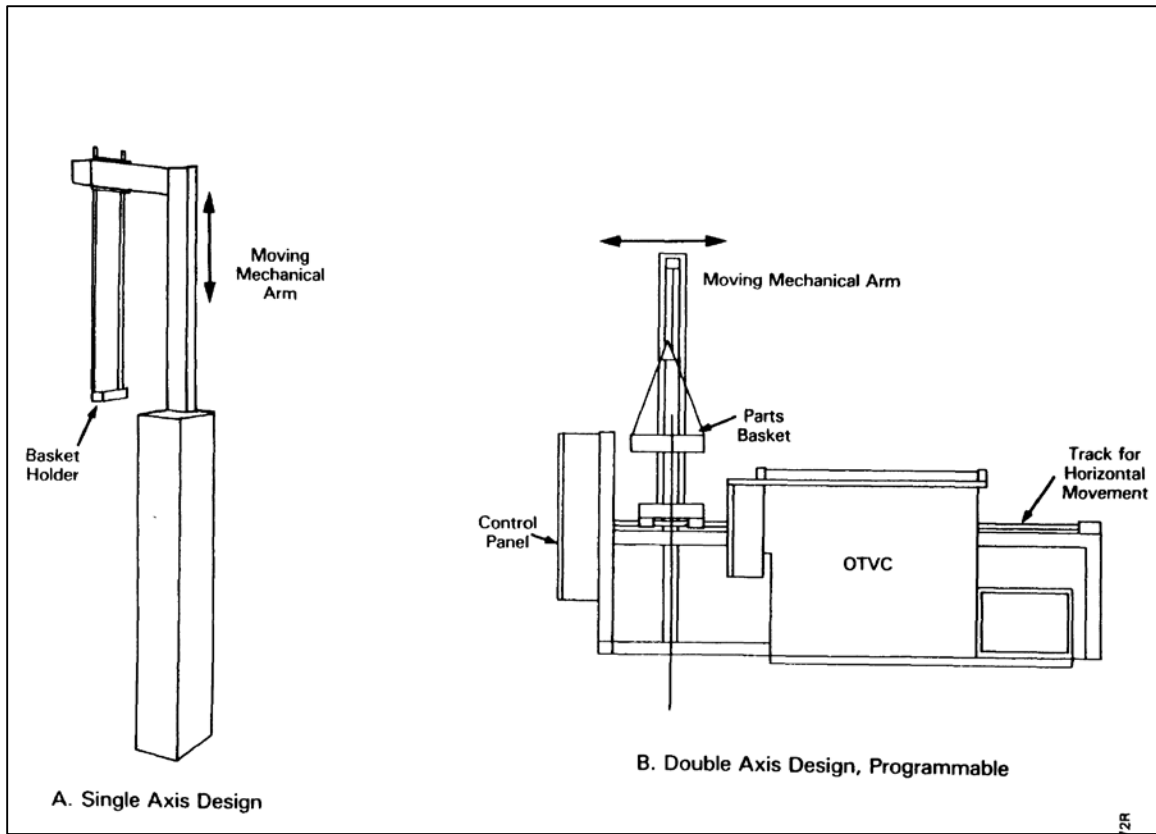 Moving
Mechanical
Arm
Basket
Holder
A. Single Axis Design
Moving Mechanical Arm
Parts
Basket
Track for
Horizontal
Movement
Control
Panel
OTVC
B. Double Axis Design, Programmable
72R